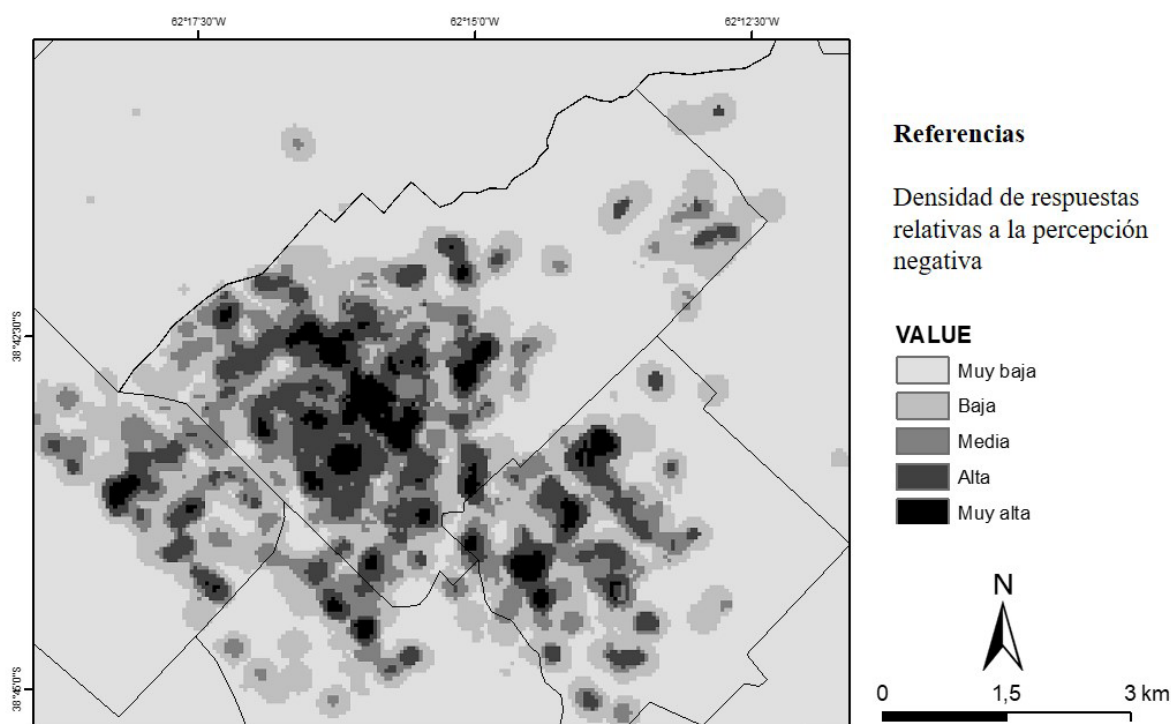 62°17'30"W
62°15'0"W
62°12'30"W
38°42'30"S
38°45'0"S
Referencias
Densidad de respuestas
relativas a la percepción
negativa
VALUE
Muy baja
Baja
Media
Alta
Muy alta
N
0 1,5 3 km